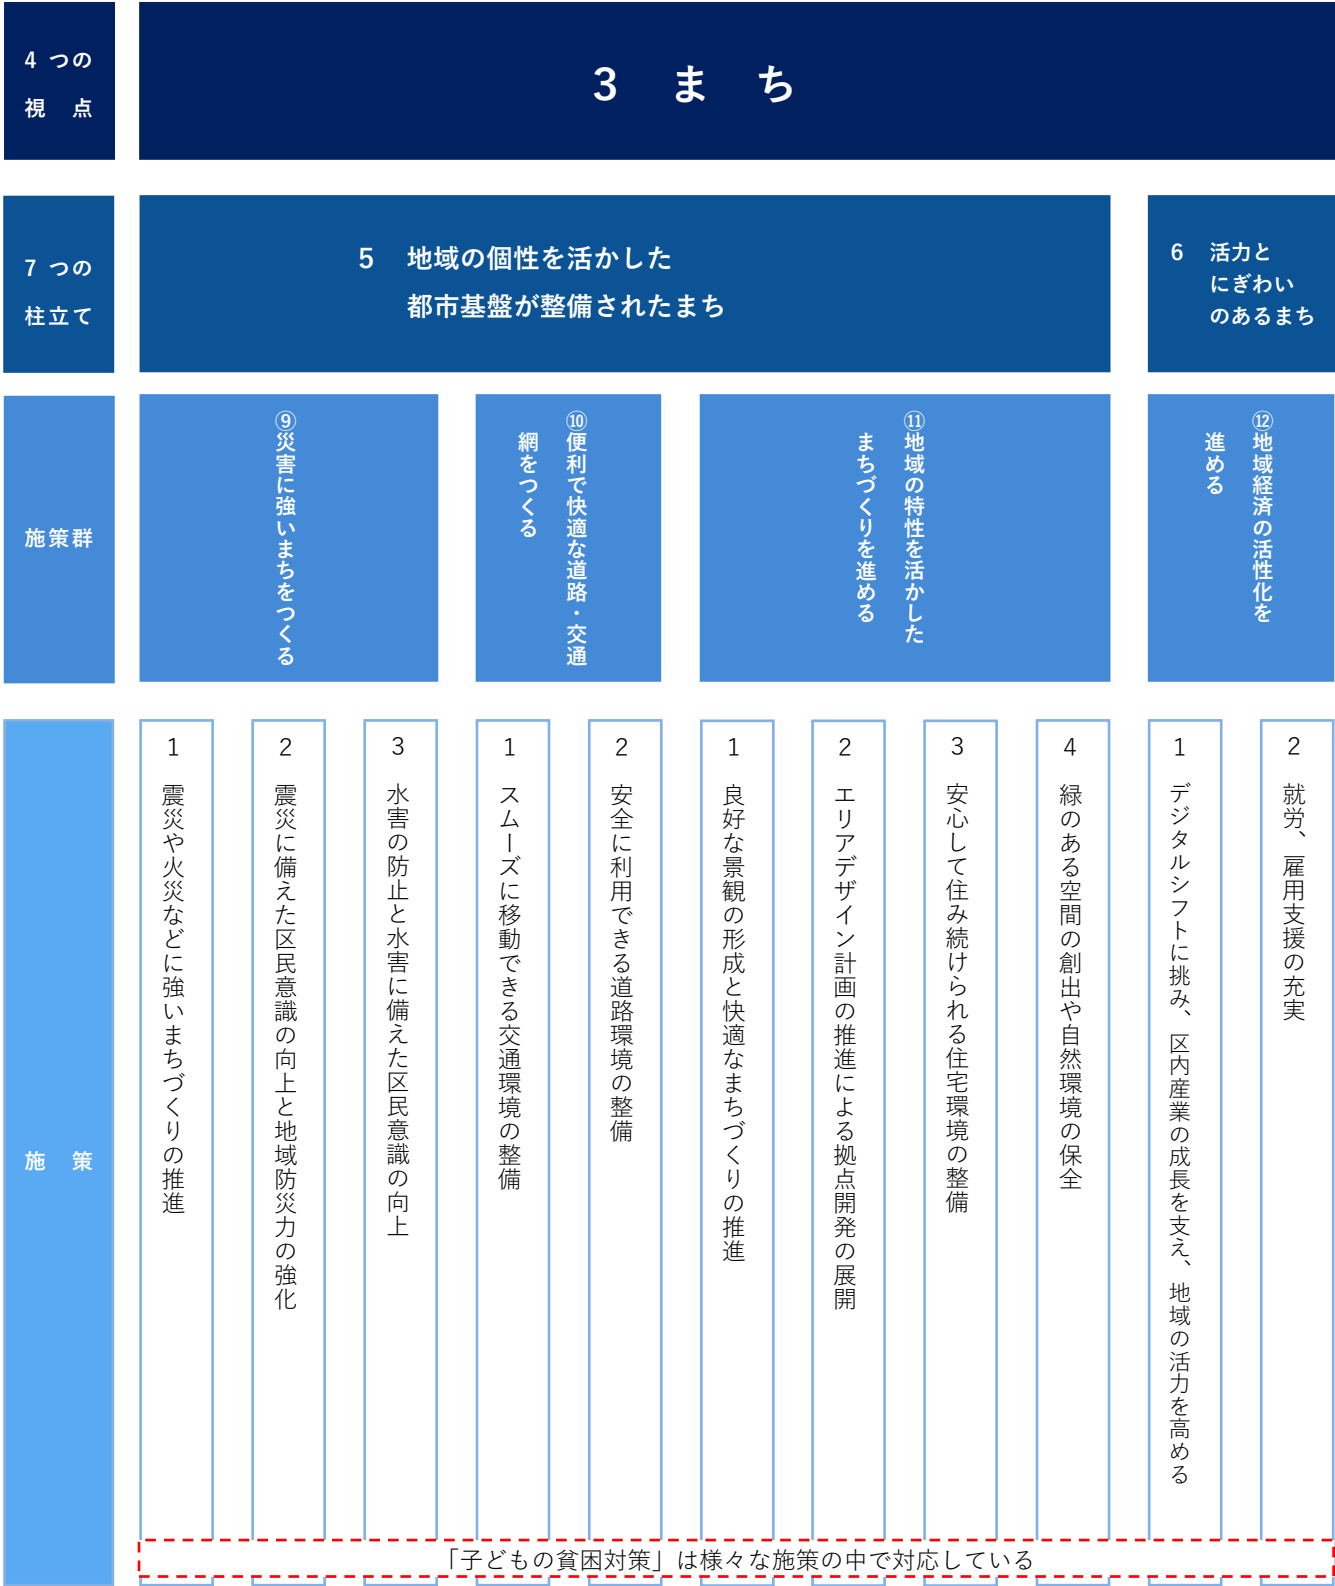 4 つの
視 点
3 ま ち
7 つの
柱立て
5 地域の個性を活かした
都市基盤が整備されたまち
6 活力と
にぎわい
のあるまち
施策群
⑨災害に強いまちをつくる
⑩便利で快適な道路・交通
網をつくる
⑪地域の特性を活かした
まちづくりを進める
⑫地域経済の活性化を
進める
施 策
1 震災や火災などに強いまちづくりの推進
2 震災に備えた区民意識の向上と地域防災力の強化
3 水害の防止と水害に備えた区民意識の向上
1 スムーズに移動できる交通環境の整備
2 安全に利用できる道路環境の整備
1 良好な景観の形成と快適なまちづくりの推進
2 エリアデザイン計画の推進による拠点開発の展開
3 安心して住み続けられる住宅環境の整備
4 緑のある空間の創出や自然環境の保全
1 デジタルシフトに挑み、区内産業の成長を支え、地域の活力を高める
2 就労、雇用支援の充実
「子どもの貧困対策」は様々な施策の中で対応している